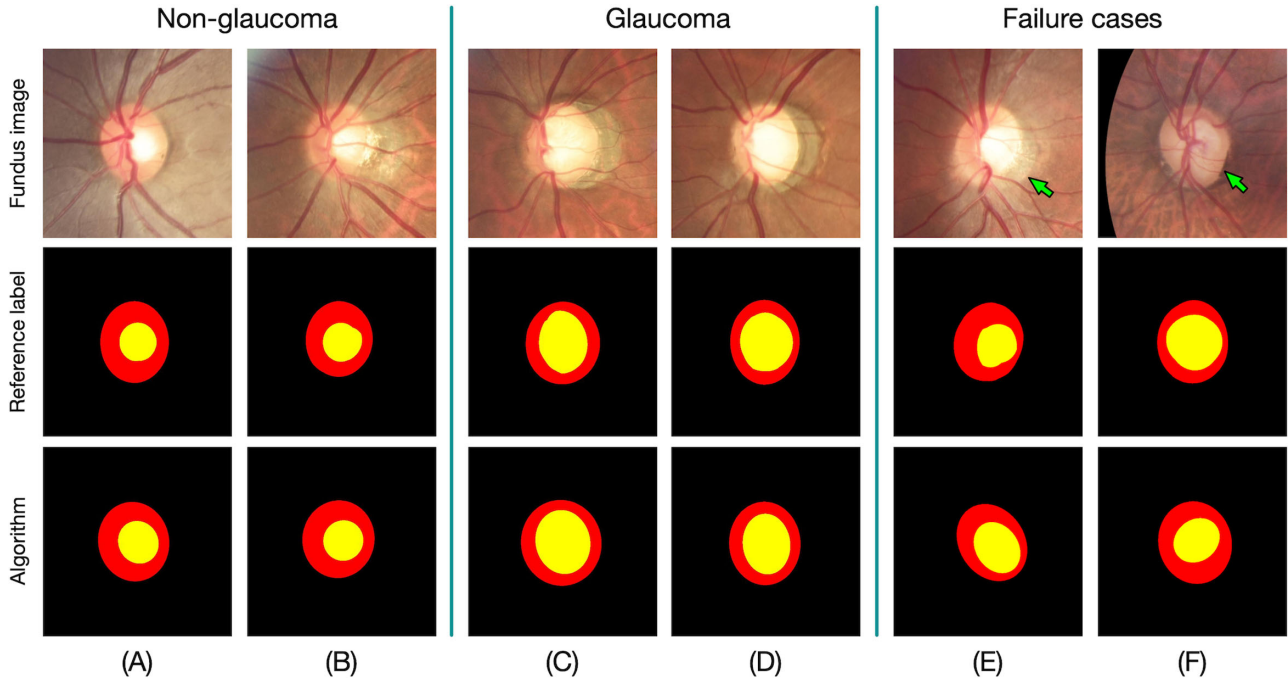 Non-glaucoma
Glaucoma
Failure cases
Fundus image
Reference label
Algorithm
(A)
(B)
(C)
(D)
(E)
(F)